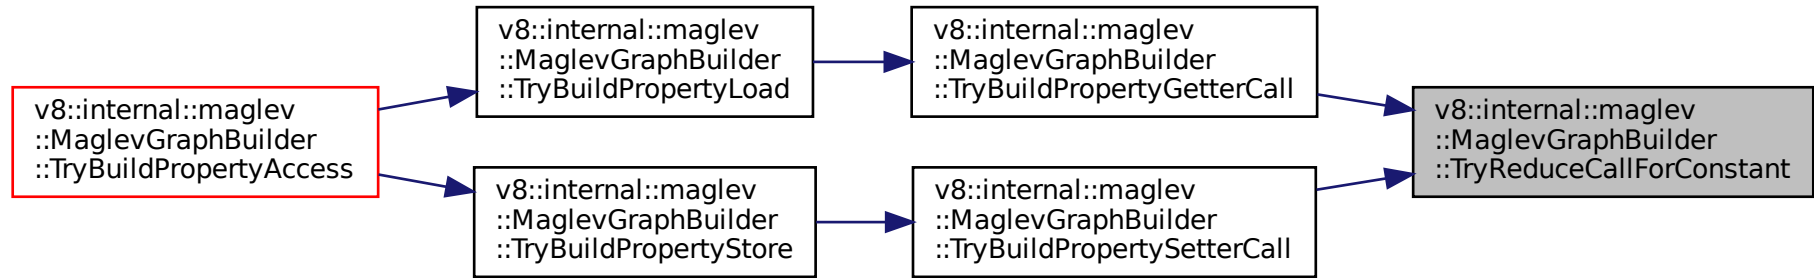 v8::internal::maglev
::MaglevGraphBuilder
::TryBuildPropertyAccess
v8::internal::maglev
::MaglevGraphBuilder
::TryBuildPropertyLoad
v8::internal::maglev
::MaglevGraphBuilder
::TryBuildPropertyGetterCall
v8::internal::maglev
::MaglevGraphBuilder
::TryBuildPropertyStore
v8::internal::maglev
::MaglevGraphBuilder
::TryBuildPropertySetterCall
v8::internal::maglev
::MaglevGraphBuilder
::TryReduceCallForConstant